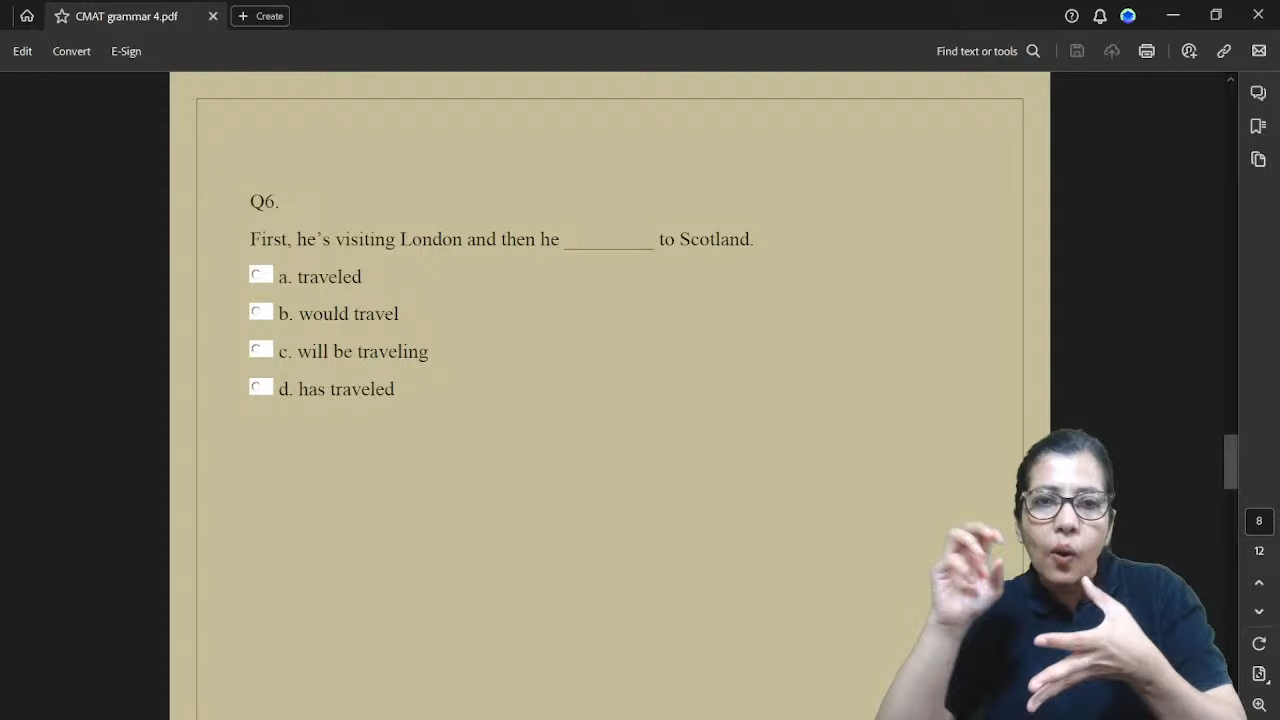 CMAT grammar 4.pdf
Create
Edit Convert E-Sign Find text or tools
Q6.
First, he’s visiting London and then he _________ to Scotland.
a. traveled
b. would travel
c. will be traveling
d. has traveled
8
12